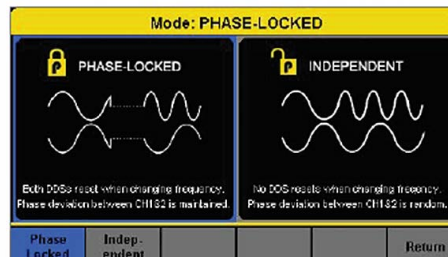 Mode: PHASE-LOCKED
P PHASE-LOCKED
P INDEPENDENT
Both DDSs reset when changing frequency.
Phase deviation between CH1&2 is maintained.
No DDS resets when changing frequency.
Phase deviation between CH1&2 is random.
Phase Locked
Indep- endent
Return